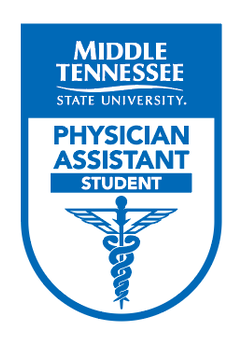 MIDDLE
TENNESSEE
STATE UNIVERSITY.
PHYSICIAN
ASSISTANT
STUDENT